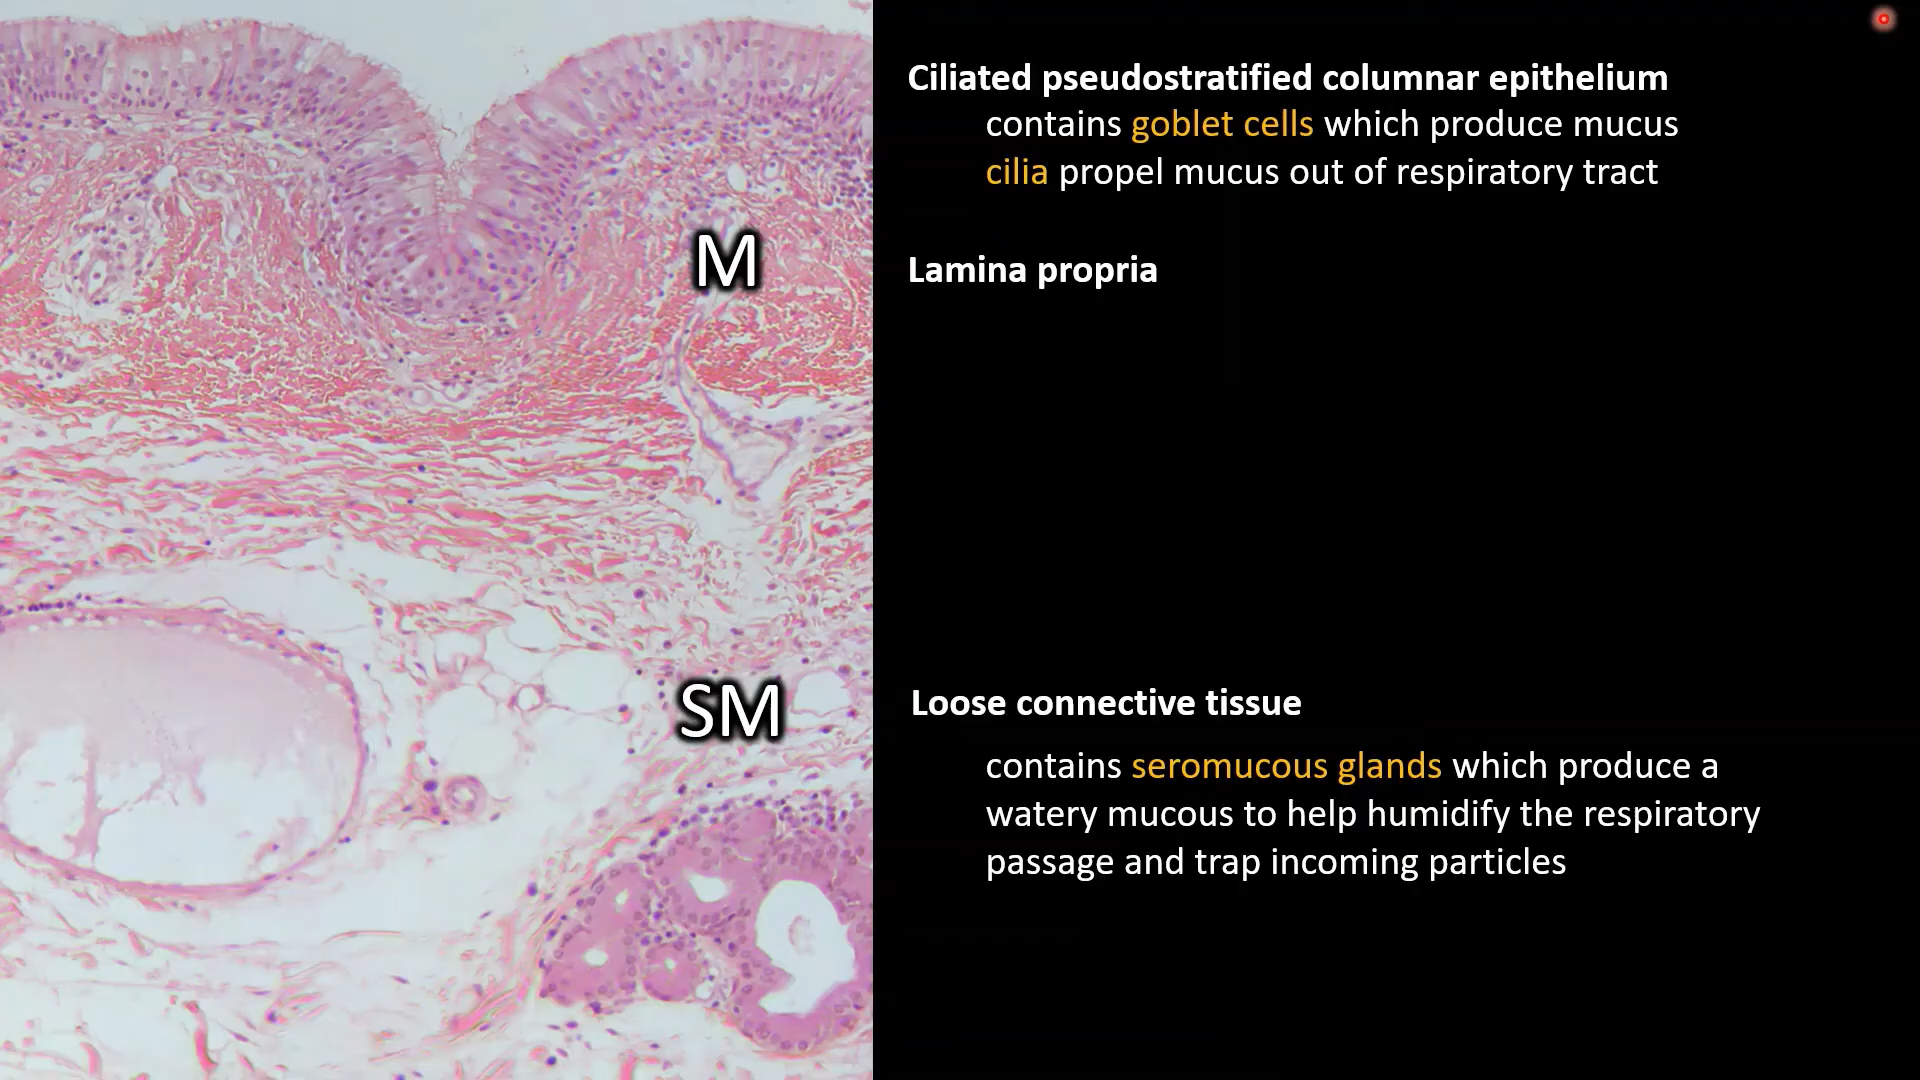 Ciliated pseudostratified columnar epithelium
contains goblet cells which produce mucus
cilia propel mucus out of respiratory tract
M
Lamina propria
SM
Loose connective tissue
contains seromucous glands which produce a
watery mucous to help humidify the respiratory
passage and trap incoming particles